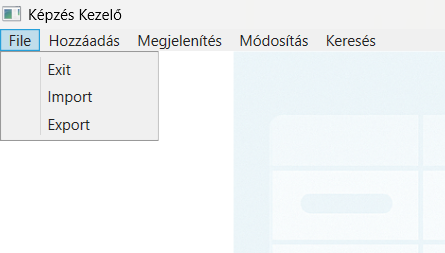 Képzés Kezelő
File Hozzáadás Megjelenítés Módosítás Keresés
Exit
Import
Export